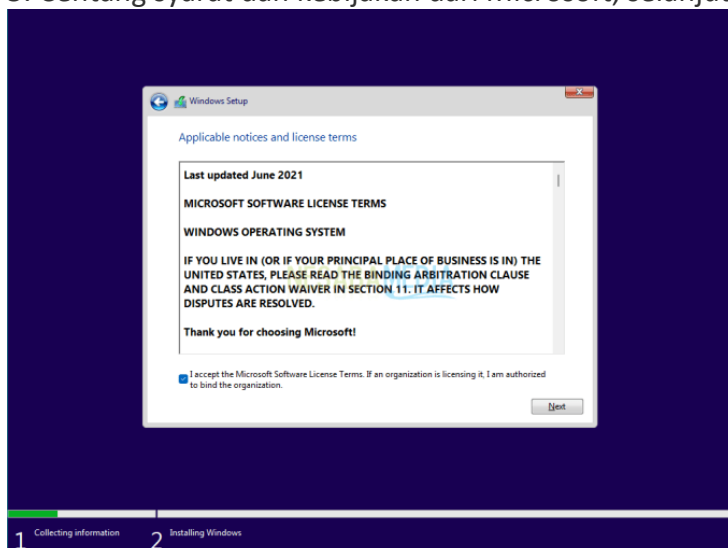 Windows Setup
Applicable notices and license terms
Last updated June 2021
MICROSOFT SOFTWARE LICENSE TERMS
WINDOWS OPERATING SYSTEM
IF YOU LIVE IN (OR IF YOUR PRINCIPAL PLACE OF BUSINESS IS IN) THE
UNITED STATES, PLEASE READ THE BINDING ARBITRATION CLAUSE
AND CLASS ACTION WAIVER IN SECTION 11. IT AFFECTS HOW
DISPUTES ARE RESOLVED.
Thank you for choosing Microsoft!
I accept the Microsoft Software License Terms. If an organization is licensing it, I am authorized
to bind the organization.
Next
1 Collecting information 2 Installing Windows